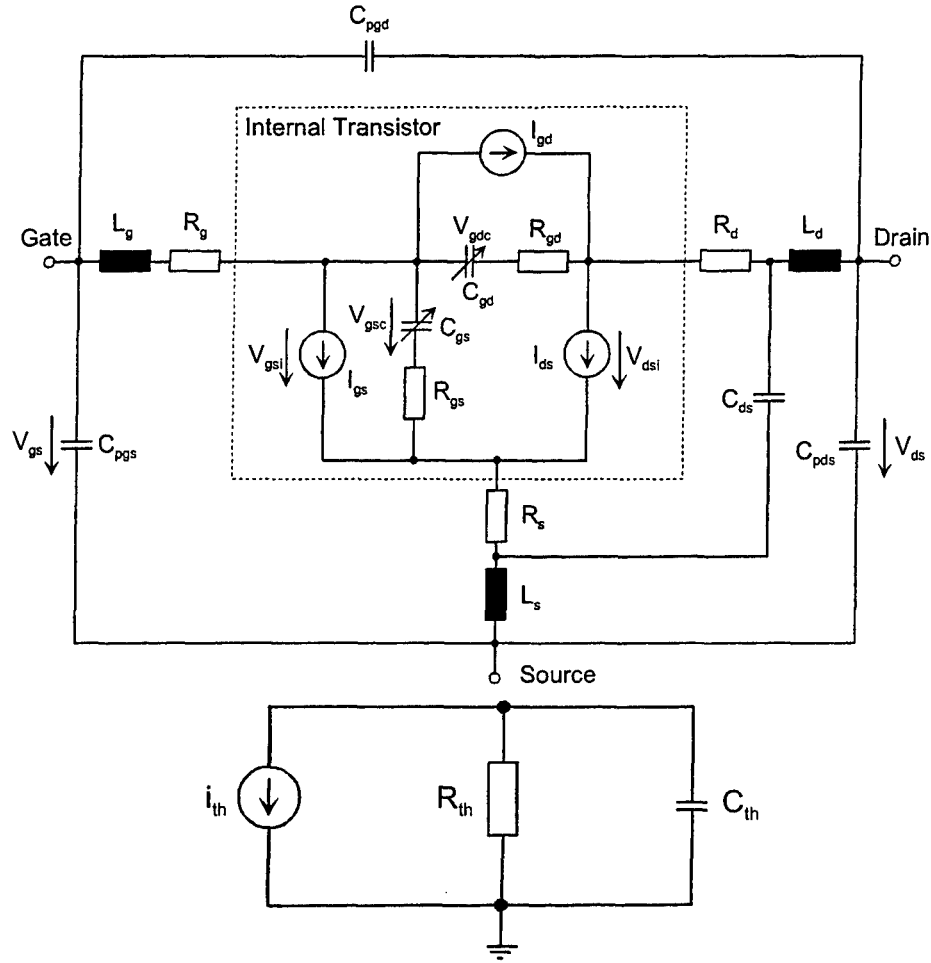 C_pgd
Internal Transistor
I_gd
Gate
L_g
R_g
V_gdc
R_gd
R_d
L_d
Drain
C_gd
V_gsc
C_gs
V_gsi
I_gs
R_gs
I_ds
V_dsi
C_ds
V_gs
C_pgs
C_pds
V_ds
R_s
L_s
Source
i_th
R_th
C_th